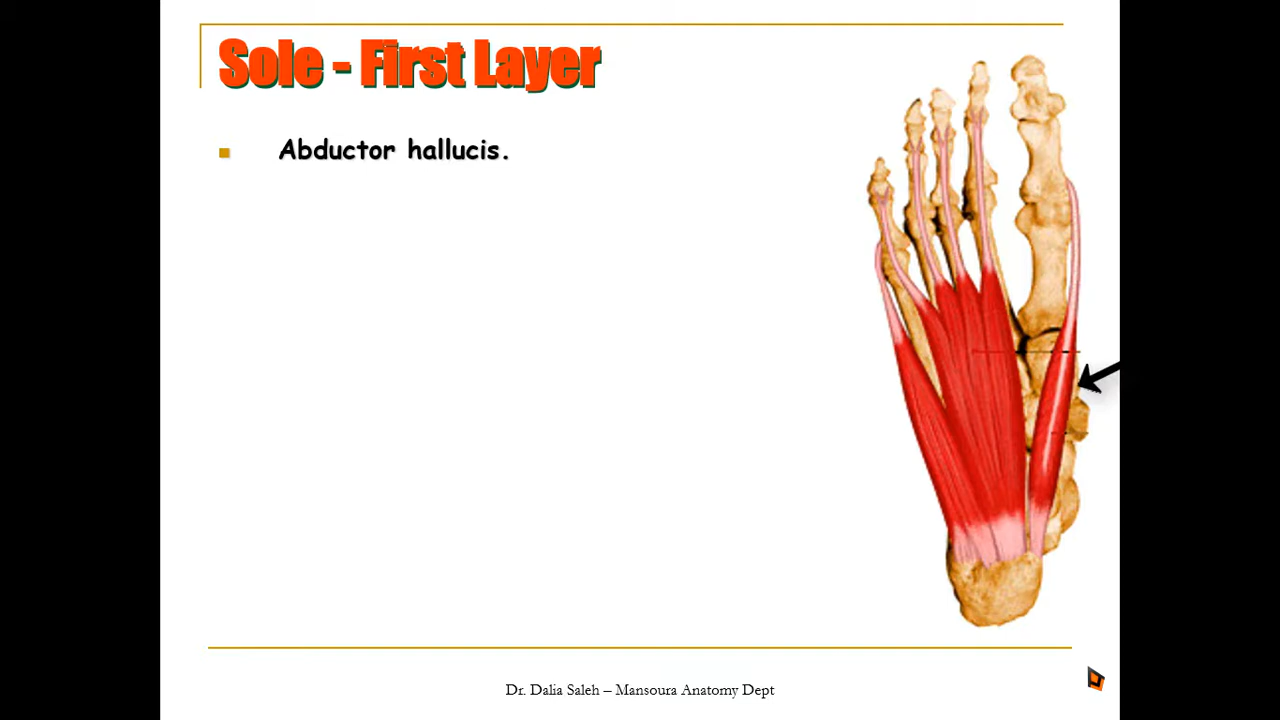 Sole - First Layer
Abductor hallucis.
Dr. Dalia Saleh – Mansoura Anatomy Dept